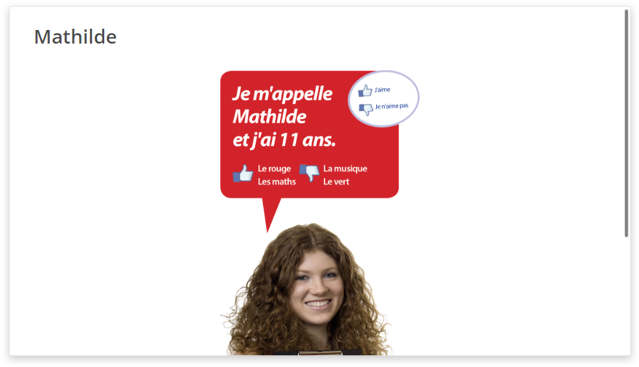 Mathilde
Je m'appelle
Mathilde
et j'ai 11 ans.
J'aime
Je n'aime pas
Le rouge
Les maths
La musique
Le vert